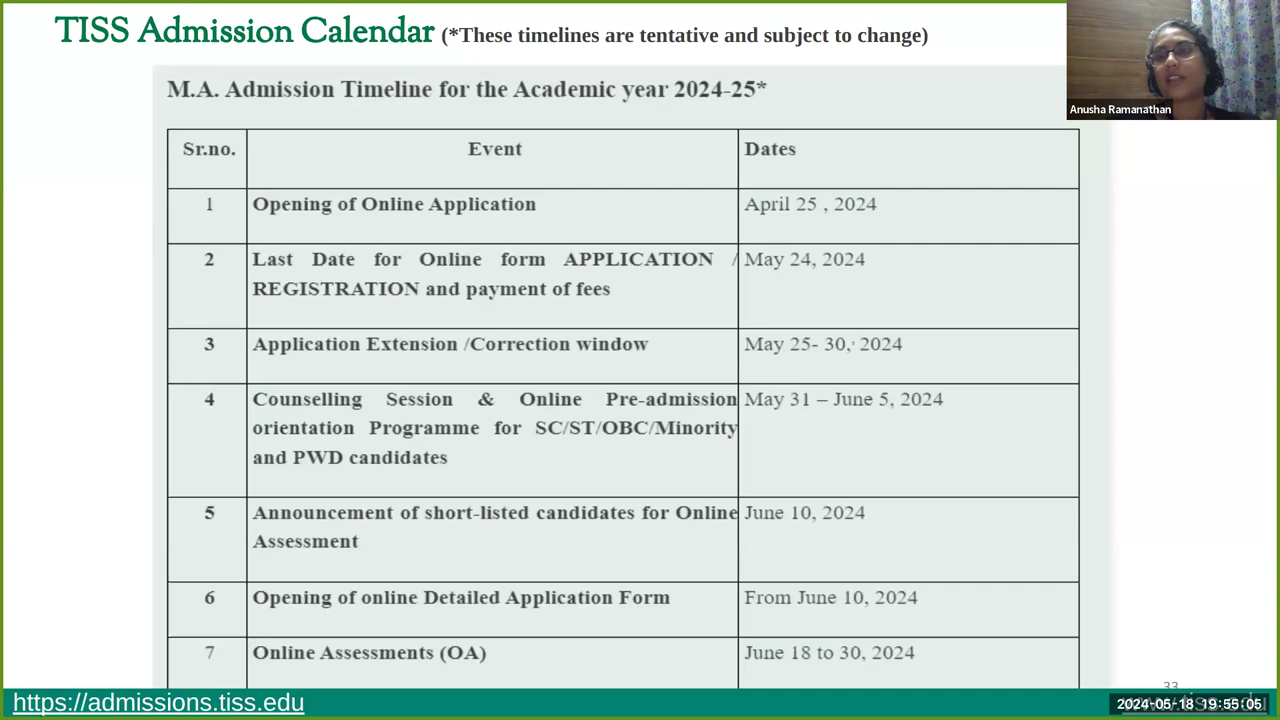 TISS Admission Calendar (*These timelines are tentative and subject to change)
Anusha Ramanathan
M.A. Admission Timeline for the Academic year 2024-25*
Sr.no. Event Dates
1 Opening of Online Application April 25 , 2024
2 Last Date for Online form APPLICATION / May 24, 2024
REGISTRATION and payment of fees
3 Application Extension /Correction window May 25- 30, 2024
4 Counselling Session & Online Pre-admission May 31 – June 5, 2024
orientation Programme for SC/ST/OBC/Minority
and PWD candidates
5 Announcement of short-listed candidates for Online June 10, 2024
Assessment
6 Opening of online Detailed Application Form From June 10, 2024
7 Online Assessments (OA) June 18 to 30, 2024
33
https://admissions.tiss.edu
2024-05-18 19:55:05